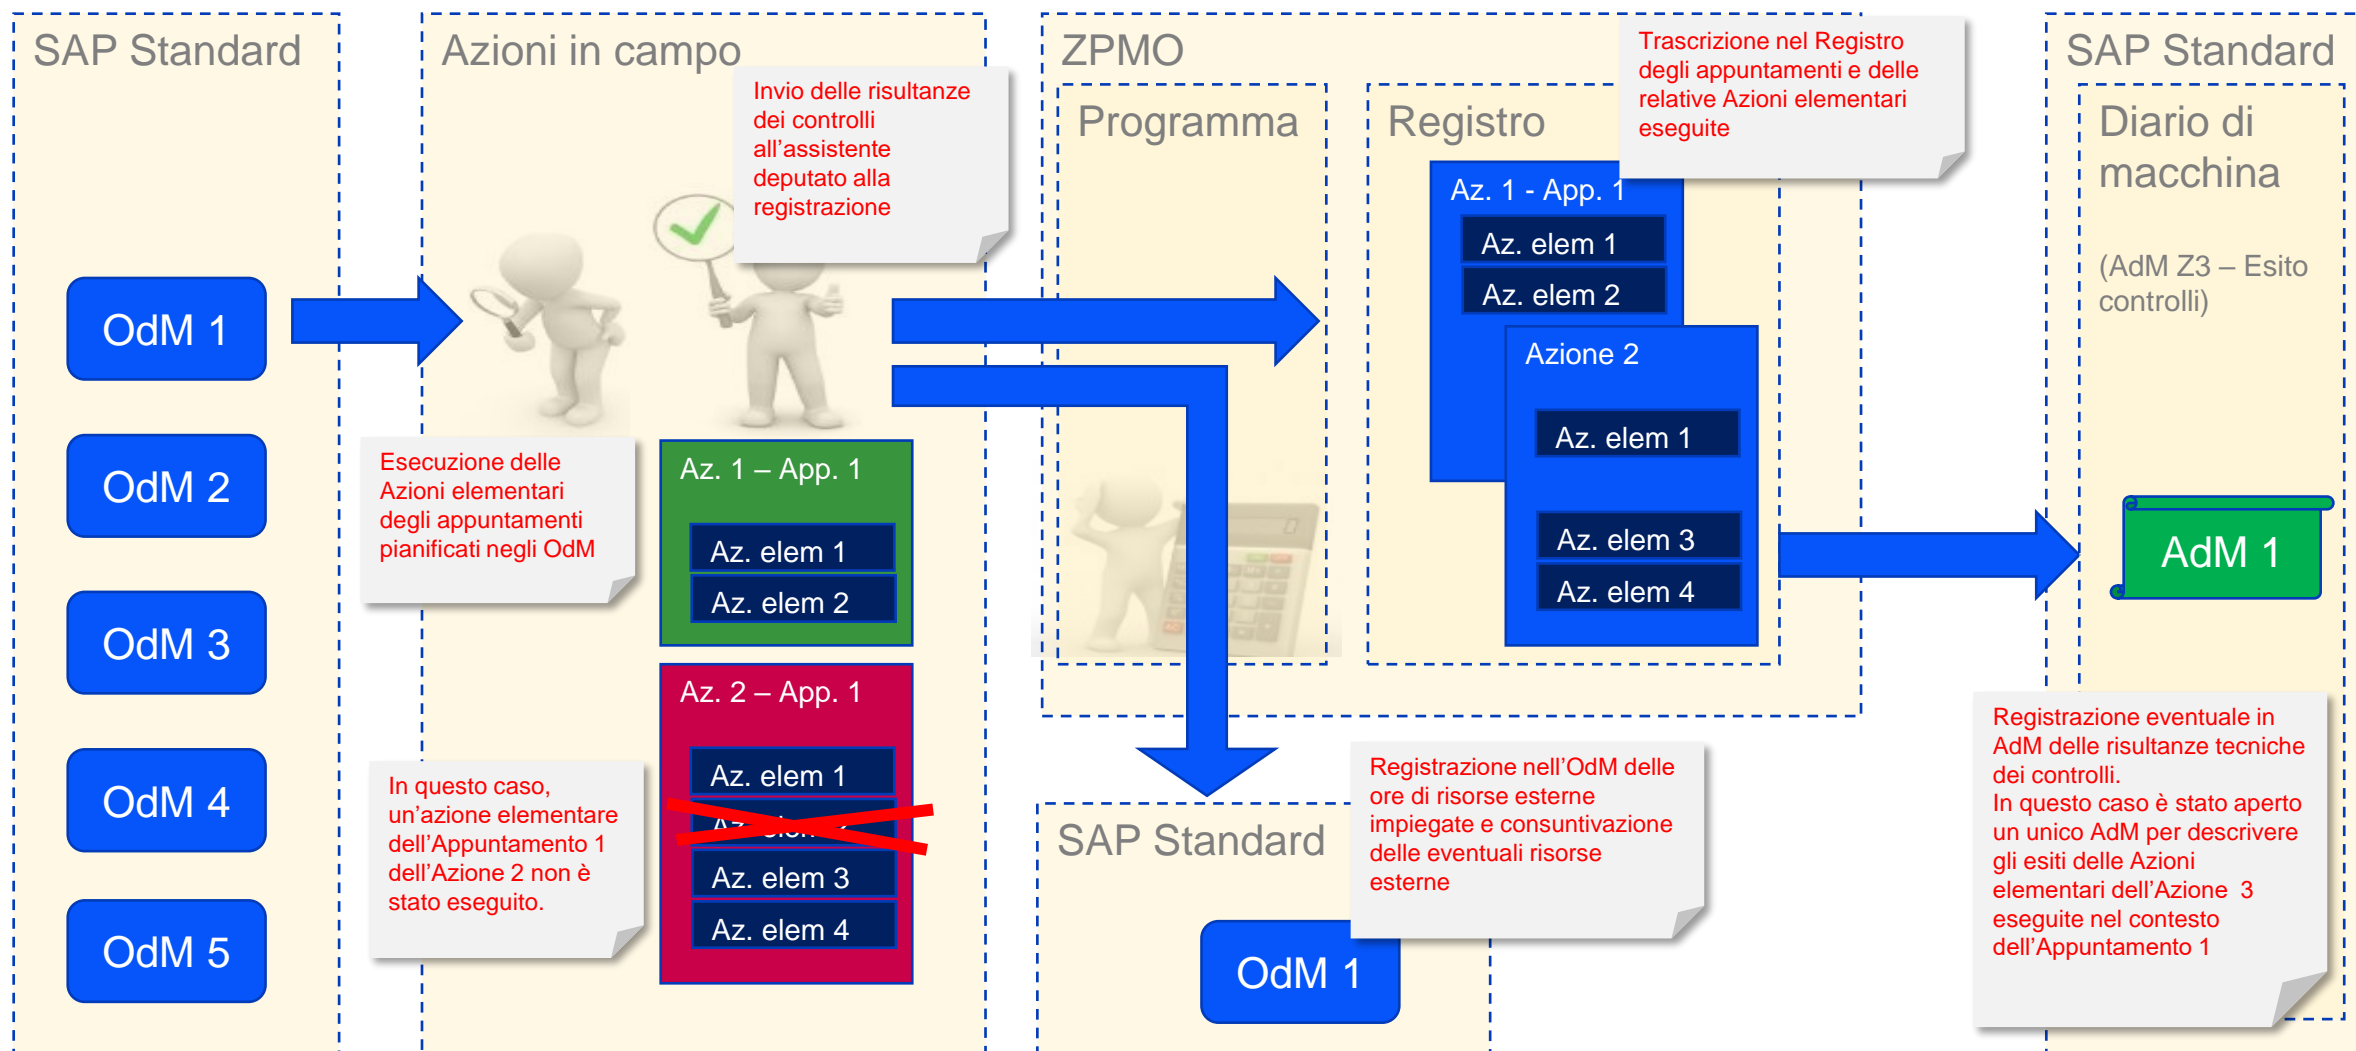 SAP Standard
OdM 1
OdM 2
OdM 3
OdM 4
OdM 5
Azioni in campo
Invio delle risultanze
dei controlli
all’assistente
deputato alla
registrazione
Esecuzione delle
Azioni elementari
degli appuntamenti
pianificati negli OdM
Az. 1 – App. 1
Az. elem 1
Az. elem 2
Az. 2 – App. 1
Az. elem 1
Az. elem 3
Az. elem 4
In questo caso,
un’azione elementare
dell’Appuntamento 1
dell’Azione 2 non è
stato eseguito.
ZPMO
Programma
Registro
Trascrizione nel Registro
degli appuntamenti e delle
relative Azioni elementari
eseguite
Az. 1 - App. 1
Az. elem 1
Az. elem 2
Azione 2
Az. elem 1
Az. elem 3
Az. elem 4
SAP Standard
OdM 1
Registrazione nell’OdM delle
ore di risorse esterne
impiegate e consuntivazione
delle eventuali risorse
esterne
SAP Standard
Diario di
macchina
(AdM Z3 – Esito
controlli)
AdM 1
Registrazione eventuale in
AdM delle risultanze tecniche
dei controlli.
In questo caso è stato aperto
un unico AdM per descrivere
gli esiti delle Azioni
elementari dell’Azione 3
eseguite nel contesto
dell’Appuntamento 1